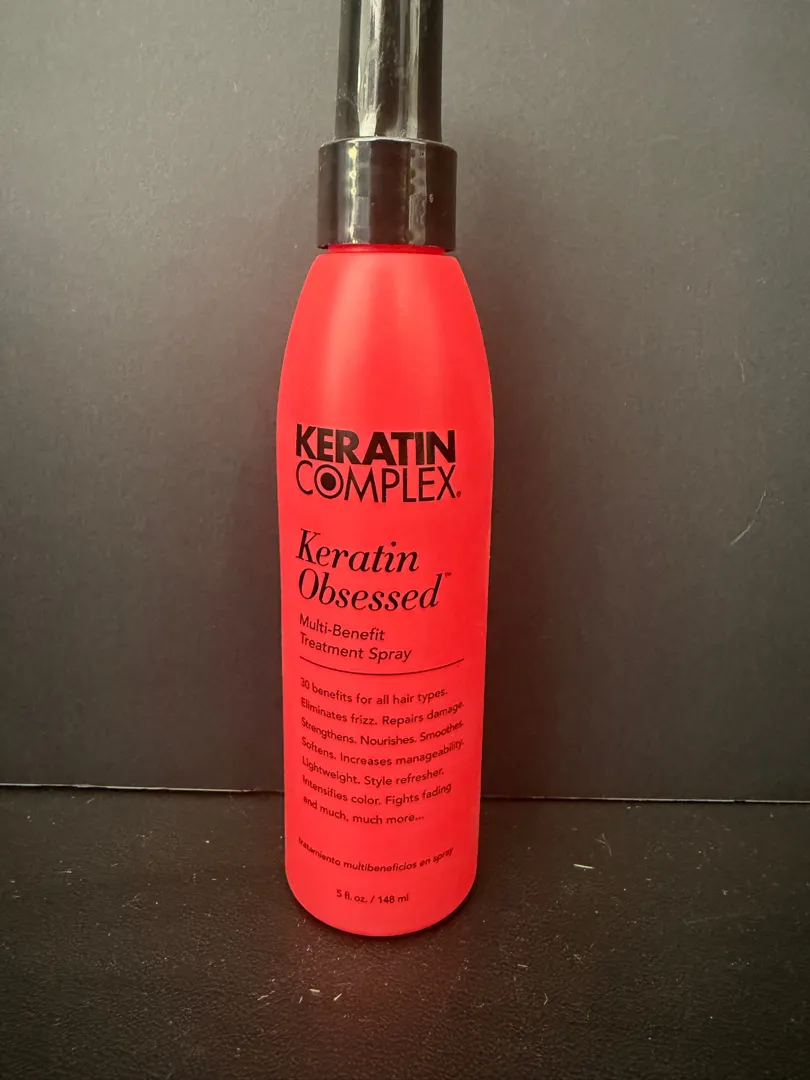 KERATIN
COMPLEX®
Keratin
Obsessed™
Multi-Benefit
Treatment Spray
30 benefits for all hair types.
Eliminates frizz. Repairs damage.
Strengthens. Nourishes. Smoothes.
Softens. Increases manageability.
Lightweight. Style refresher.
Intensifies color. Fights fading
and much, much more...
tratamiento multibeneficios en spray
5 fl. oz. / 148 ml